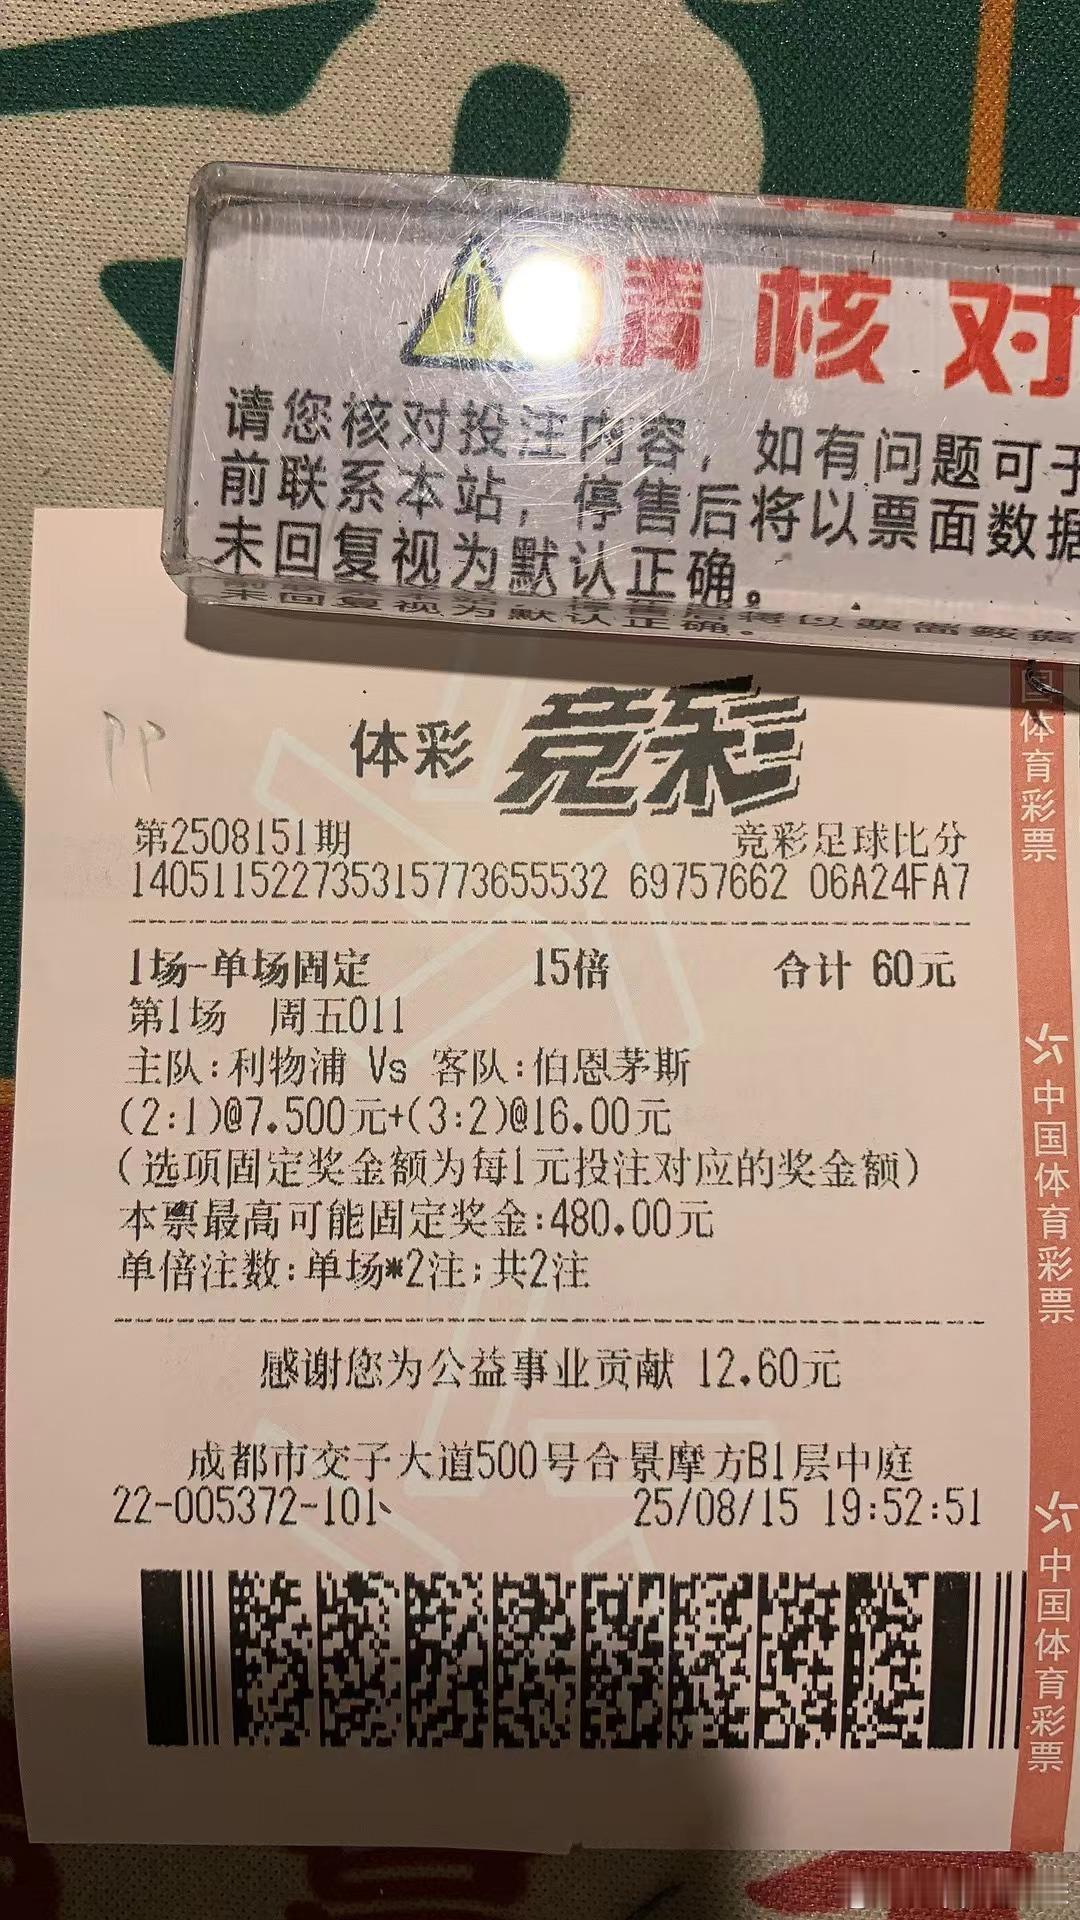 请核对
请您核对投注内容，如有问题可于
前联系本站，停售后将以票面数据
未回复视为默认正确。
PP
体彩 竞彩
第2508151期 竞彩足球比分
140511522735315773655532 69757662 06A24FA7
1场-单场固定 15倍 合计 60元
第1场 周五011
主队:利物浦 Vs 客队:伯恩茅斯
(2:1)@7.500元+(3:2)@16.00元
(选项固定奖金额为每1元投注对应的奖金额)
本票最高可能固定奖金:480.00元
单倍注数:单场*2注;共2注
感谢您为公益事业贡献 12.60元
成都市交子大道500号合景摩方B1层中庭
22-005372-101 25/08/15 19:52:51
国体育彩票
中国体育彩票
中国体育彩票